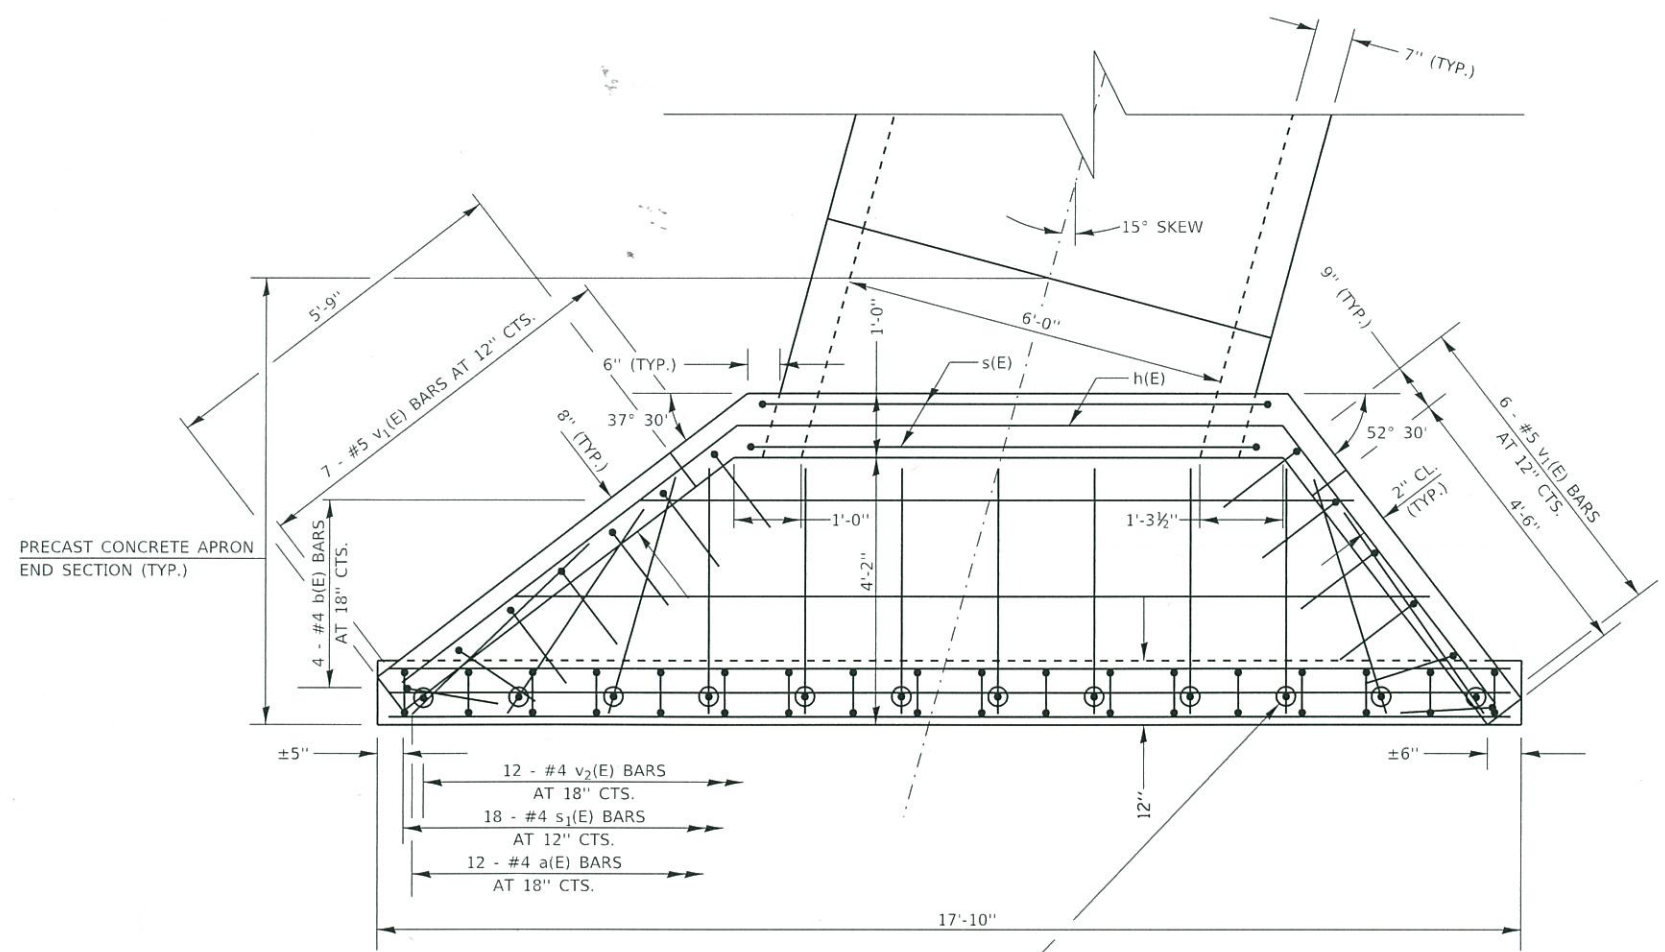 7" (TYP.)
15° SKEW
5'-9"
7 - #5 v1(E) BARS AT 12" CTS.
6" (TYP.)
1'-0"
6'-0"
9" (TYP.)
s(E)
h(E)
37° 30'
8" (TYP.)
52° 30'
6 - #5 v1(E) BARS
AT 12" CTS.
2" CL.
(TYP.)
4'-6"
1'-0"
1'-3½"
PRECAST CONCRETE APRON
END SECTION (TYP.)
4 - #4 b(E) BARS
AT 18" CTS.
4'-2"
±5"
±6"
12 - #4 v2(E) BARS
AT 18" CTS.
12"
18 - #4 s1(E) BARS
AT 12" CTS.
12 - #4 a(E) BARS
AT 18" CTS.
17'-10"